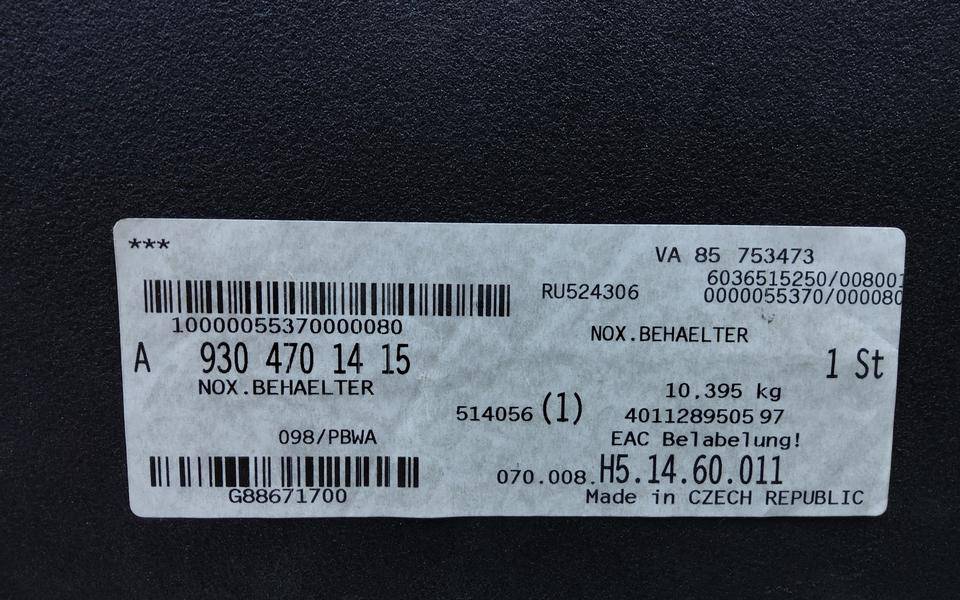 ***
VA 85 753473
6036515250/008001
RU524306
0000055370/000080
10000055370000080
NOX.BEHAELTER
A 930 470 14 15
1 St
NOX.BEHAELTER
10,395 kg
514056 (1)
4011289505 97
098/PBWA
EAC Belabelung!
070.008.H5.14.60.011
G88671700
Made in CZECH REPUBLIC